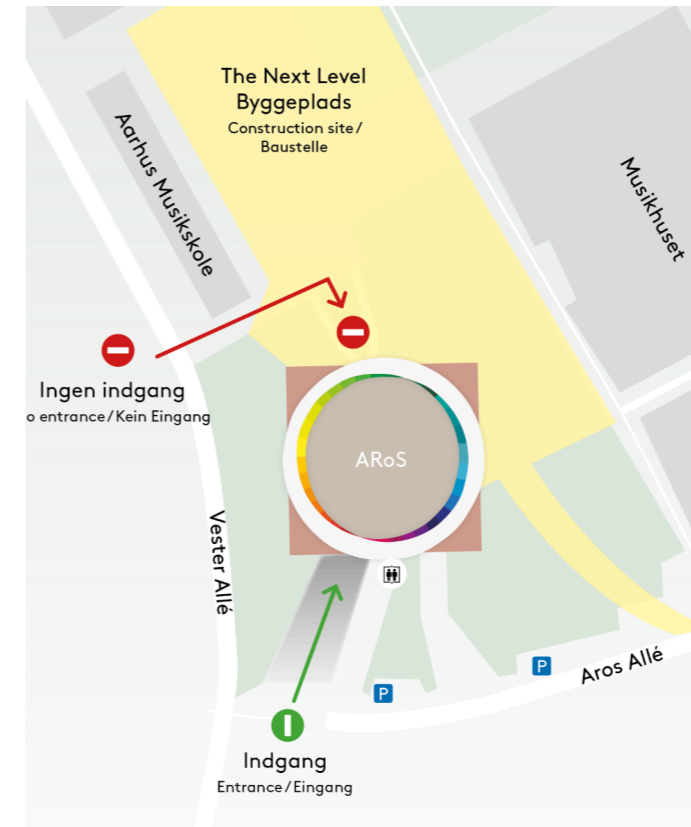 The Next Level
Byggeplads
Construction site/
Baustelle
Aarhus Musikskole
Musikhuset
Ingen indgang
o entrance/Kein Eingang
ARoS
Vester Allé
P
P
Aros Allé
Indgang
Entrance/Eingang